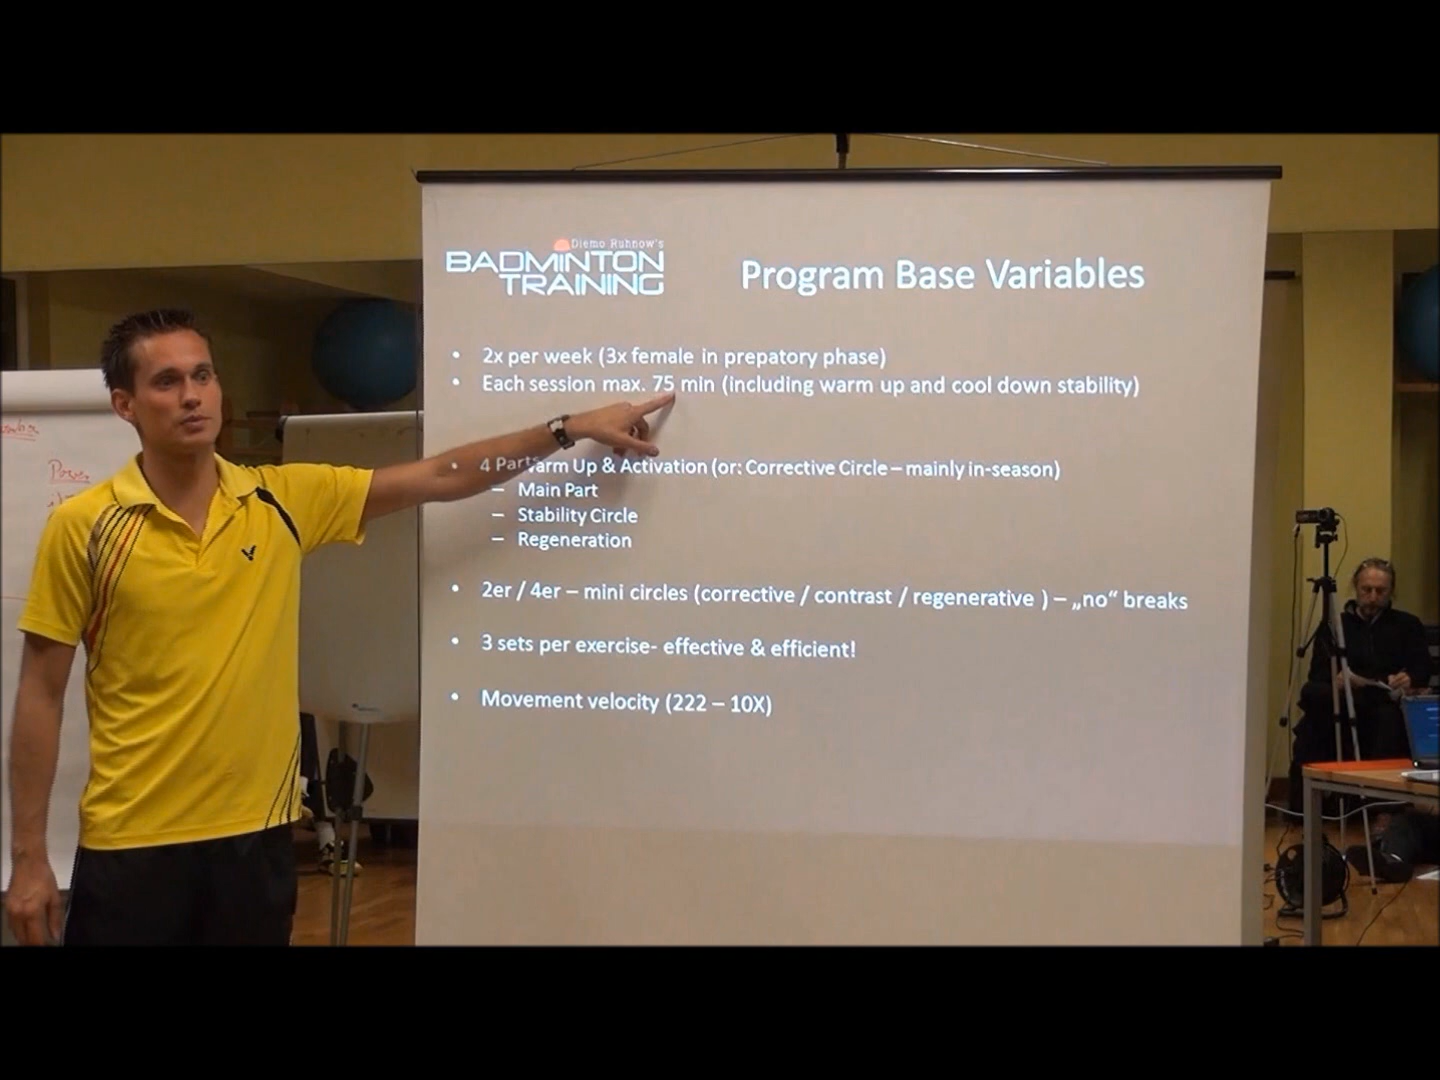 Diemo Ruhnow's
BADMINTON
TRAINING
Program Base Variables
• 2x per week (3x female in prepatory phase)
• Each session max. 75 min (including warm up and cool down stability)
• 4 Parts Warm Up & Activation (or: Corrective Circle – mainly in-season)
– Main Part
– Stability Circle
– Regeneration
• 2er / 4er – mini circles (corrective / contrast / regenerative ) – „no“ breaks
• 3 sets per exercise- effective & efficient!
• Movement velocity (222 – 10X)